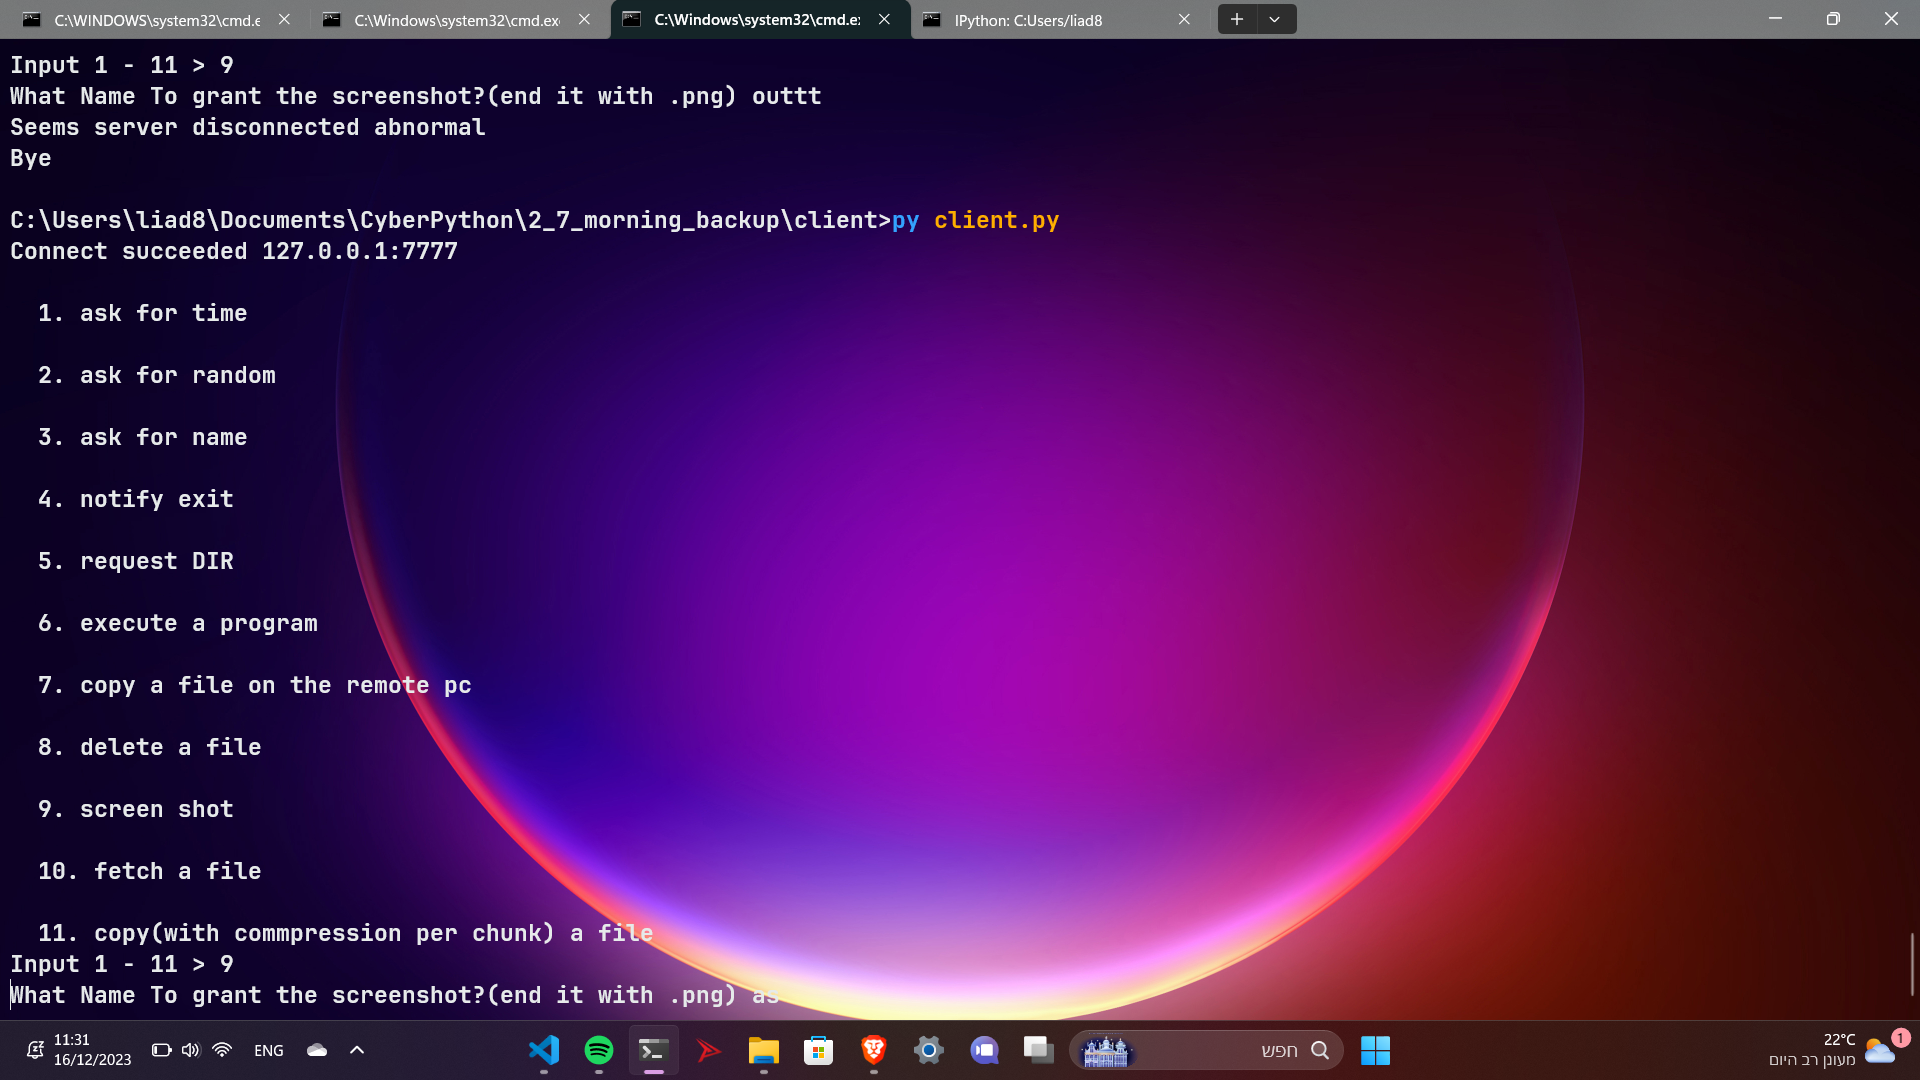 C:\WINDOWS\system32\cmd.e
C:\Windows\system32\cmd.ex
C:\Windows\system32\cmd.e
IPython: C:Users/liad8
Input 1 - 11 > 9
What Name To grant the screenshot?(end it with .png) outtt
Seems server disconnected abnormal
Bye
C:\Users\liad8\Documents\CyberPython\2_7_morning_backup\client>py client.py
Connect succeeded 127.0.0.1:7777
1. ask for time
2. ask for random
3. ask for name
4. notify exit
5. request DIR
6. execute a program
7. copy a file on the remote pc
8. delete a file
9. screen shot
10. fetch a file
11. copy(with commpression per chunk) a file
Input 1 - 11 > 9
What Name To grant the screenshot?(end it with .png) as
11:31
16/12/2023
ENG
חפש
22°C
מעונן רב היום
1